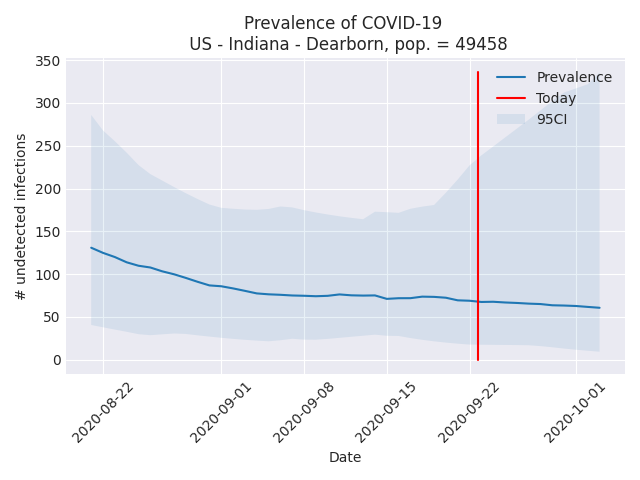 Prevalence of COVID-19
US - Indiana - Dearborn, pop. = 49458
350
300
250
200
150
100
50
0
# undetected infections
Prevalence
Today
95CI
2020-08-22
2020-09-01
2020-09-08
2020-09-15
2020-09-22
2020-10-01
Date